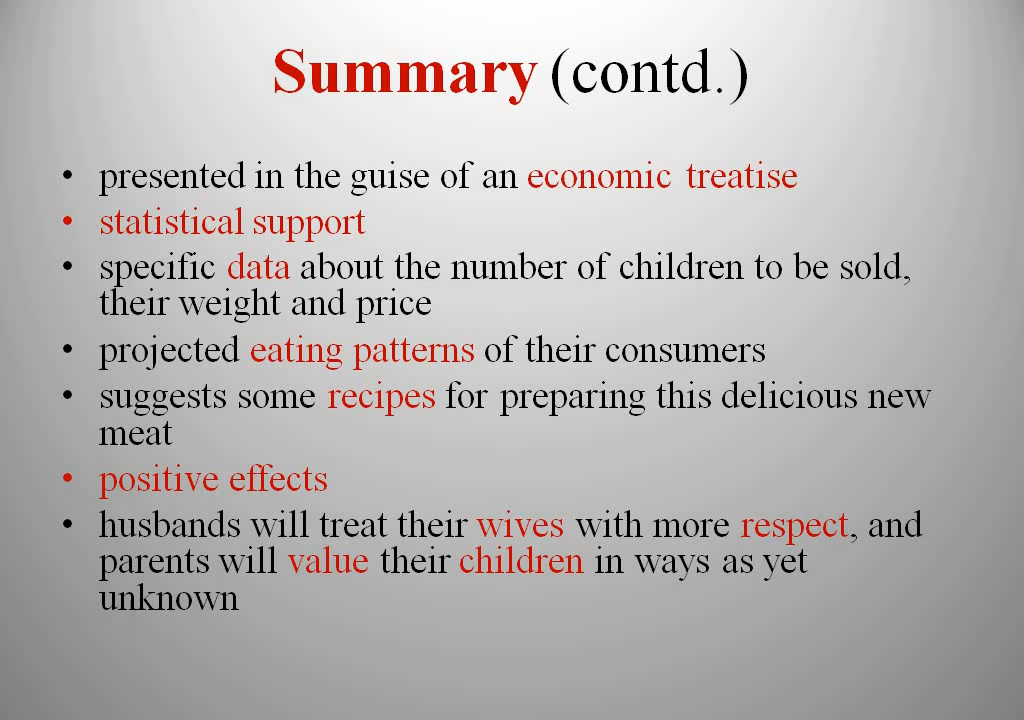 Summary (contd.)
• presented in the guise of an economic treatise
• statistical support
• specific data about the number of children to be sold,
their weight and price
• projected eating patterns of their consumers
• suggests some recipes for preparing this delicious new
meat
• positive effects
• husbands will treat their wives with more respect, and
parents will value their children in ways as yet
unknown